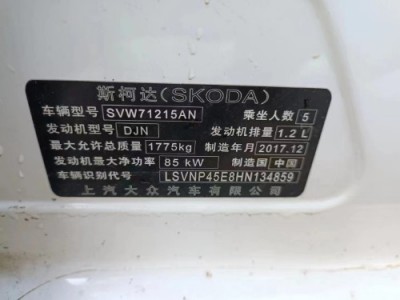 斯柯达(SKODA)
车辆型号 SVW71215AN 乘坐人数 5
发动机型号 DJN 发动机排量 1.2 L
最大允许总质量 1775kg 制造年月 2017.12
发动机最大净功率 85 kW 制造国 中国
车辆识别代号 LSVNP45E8HN134859
上汽大众汽车有限公司